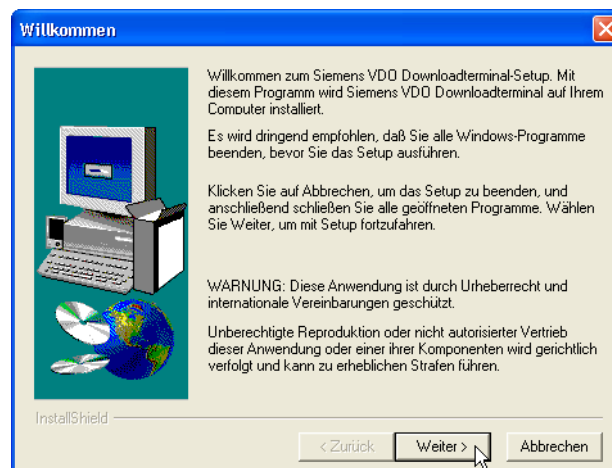 Willkommen
Willkommen zum Siemens VDO Downloadterminal-Setup. Mit
diesem Programm wird Siemens VDO Downloadterminal auf Ihrem
Computer installiert.
Es wird dringend empfohlen, daß Sie alle Windows-Programme
beenden, bevor Sie das Setup ausführen.
Klicken Sie auf Abbrechen, um das Setup zu beenden, und
anschließend schließen Sie alle geöffneten Programme. Wählen
Sie Weiter, um mit Setup fortzufahren.
WARNUNG: Diese Anwendung ist durch Urheberrecht und
internationale Vereinbarungen geschützt.
Unberechtigte Reproduktion oder nicht autorisierter Vertrieb
dieser Anwendung oder einer ihrer Komponenten wird gerichtlich
verfolgt und kann zu erheblichen Strafen führen.
InstallShield
< Zurück Weiter > Abbrechen